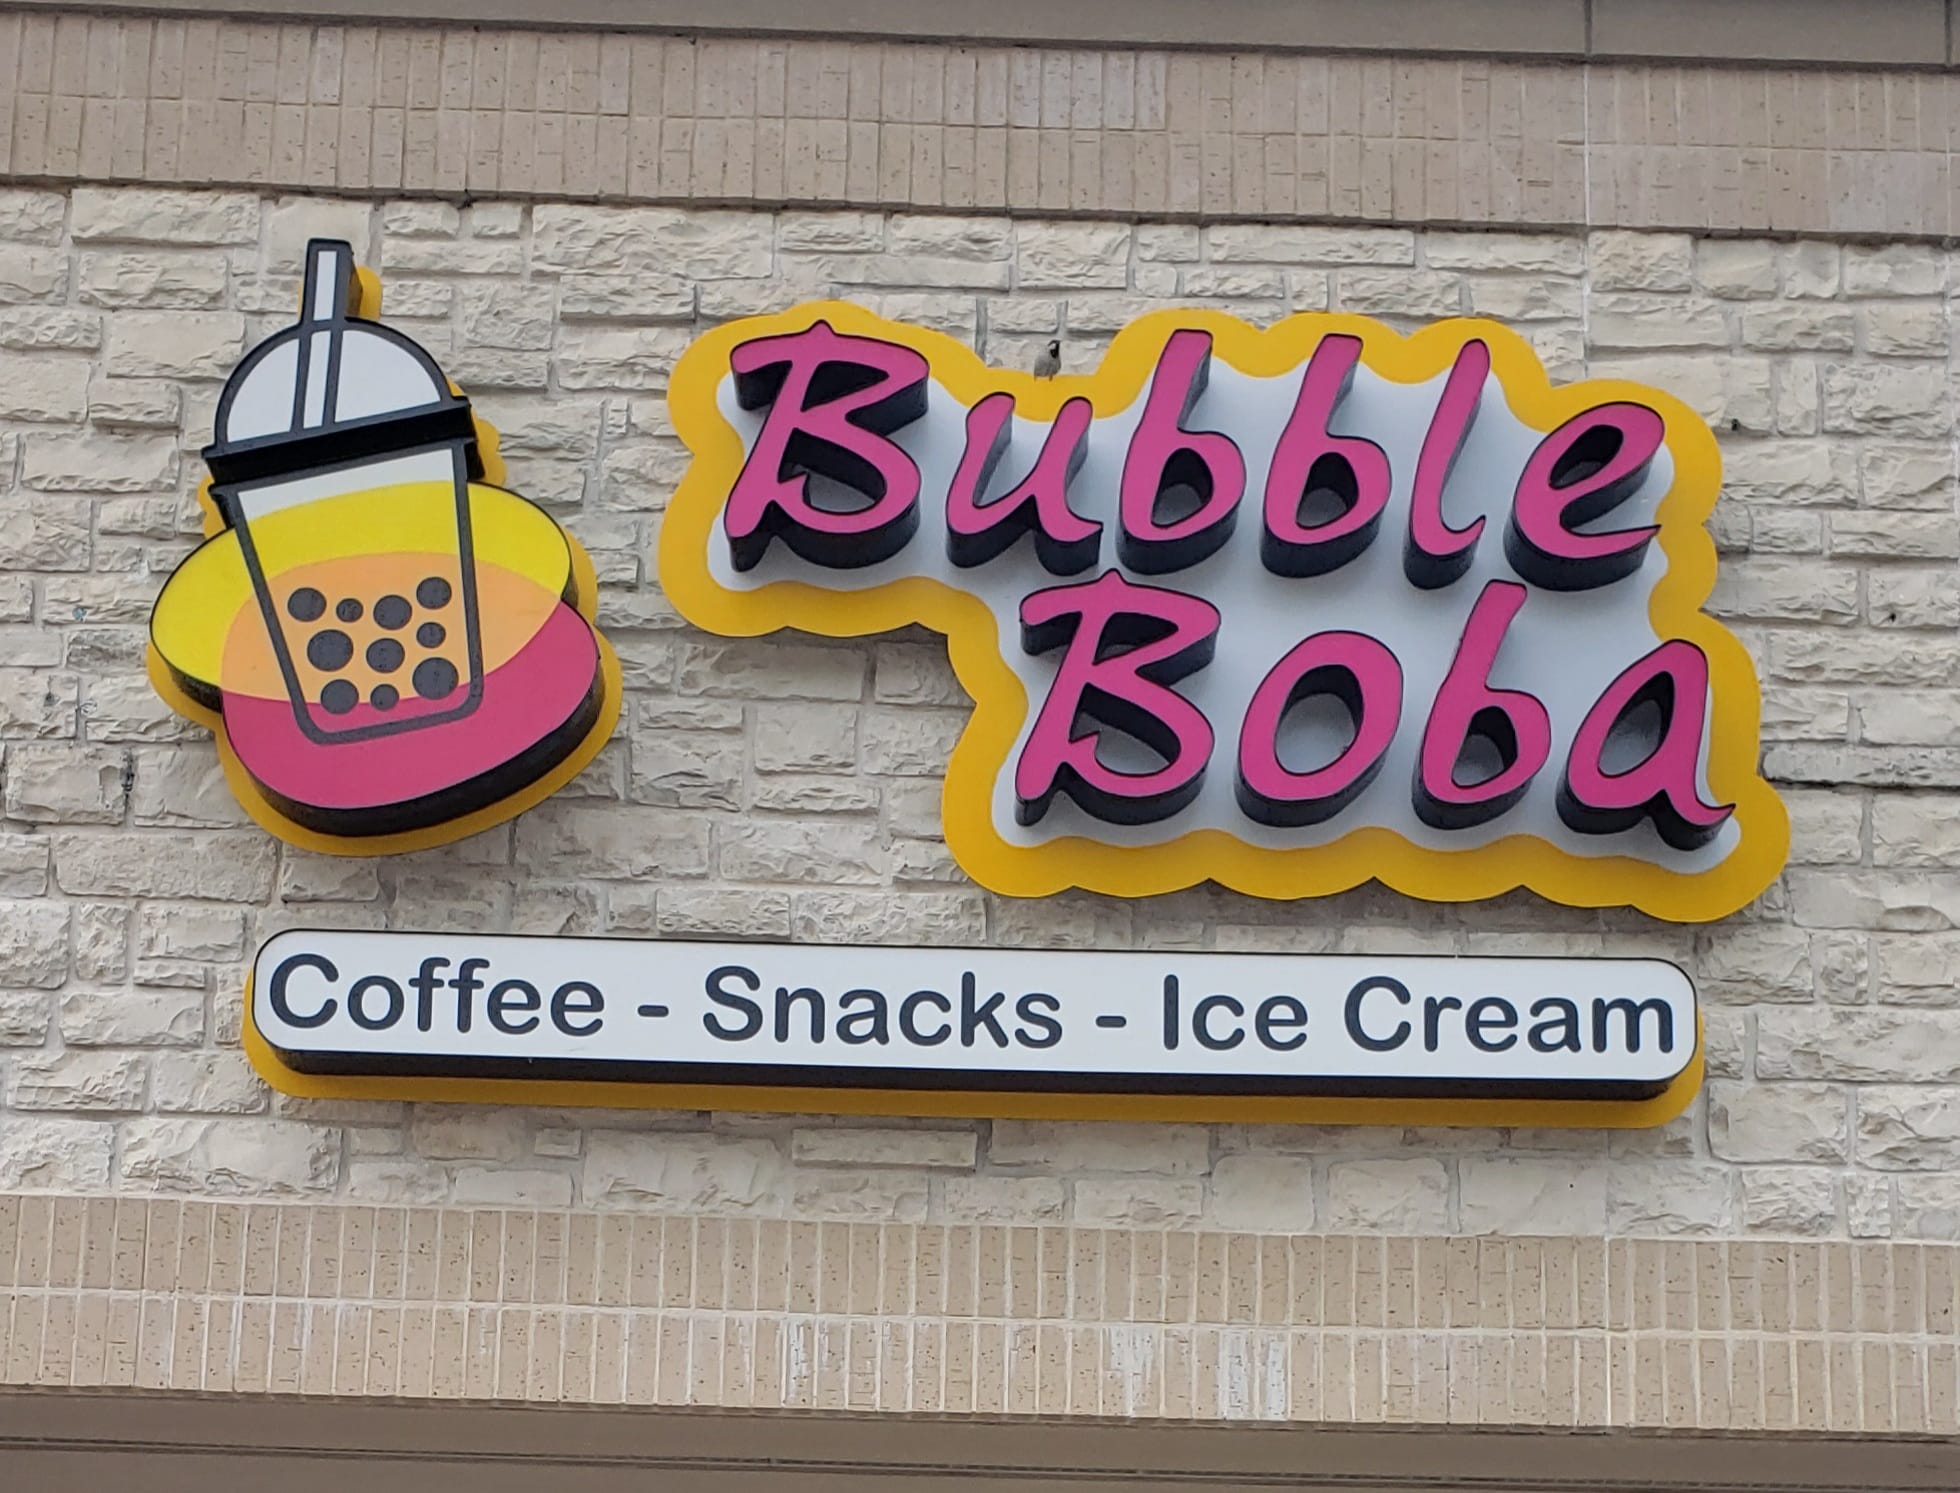 Bubble
Boba
Coffee - Snacks - Ice Cream